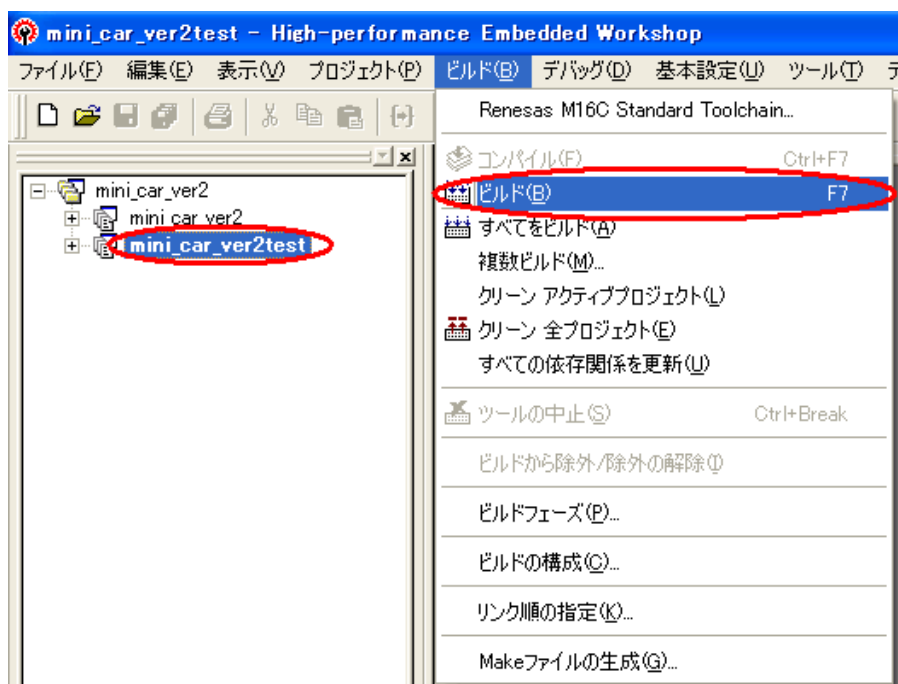 mini_car_ver2test - High-performance Embedded Workshop
ファイル(F) 編集(E) 表示(V) プロジェクト(P) ビルド(B) デバッグ(D) 基本設定(U) ツール(T)
Renesas M16C Standard Toolchain...
コンパイル(F) Ctrl+F7
ビルド(B) F7
すべてをビルド(A)
複数ビルド(M)...
クリーン アクティブプロジェクト(L)
クリーン 全プロジェクト(E)
すべての依存関係を更新(U)
ツールの中止(S) Ctrl+Break
ビルドから除外/除外の解除(I)
ビルドフェーズ(P)...
ビルドの構成(C)...
リンク順の指定(K)...
Makeファイルの生成(G)...
mini_car_ver2
mini car ver2
mini_car_ver2test